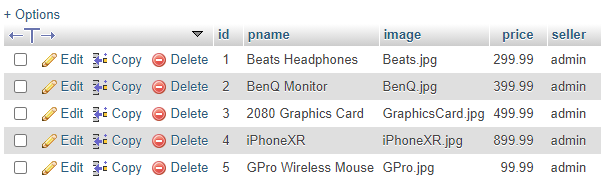 + Options
←T→ id pname image price seller
Edit Copy Delete 1 Beats Headphones Beats.jpg 299.99 admin
Edit Copy Delete 2 BenQ Monitor BenQ.jpg 399.99 admin
Edit Copy Delete 3 2080 Graphics Card GraphicsCard.jpg 499.99 admin
Edit Copy Delete 4 iPhoneXR iPhoneXR.jpg 899.99 admin
Edit Copy Delete 5 GPro Wireless Mouse GPro.jpg 99.99 admin